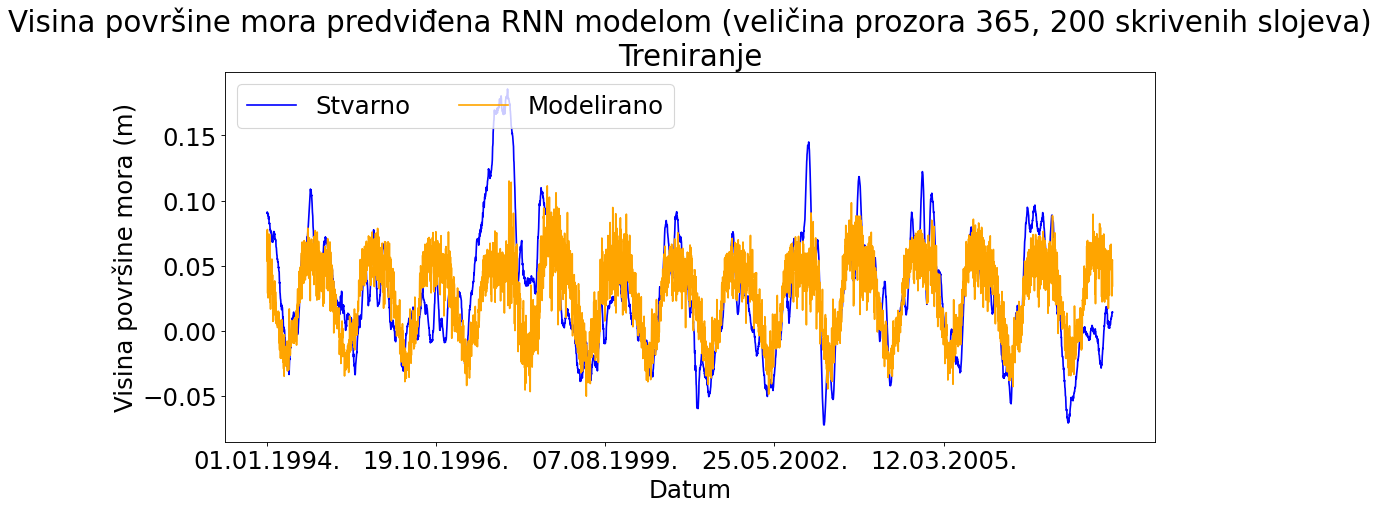 Visina površine mora predviđena RNN modelom (veličina prozora 365, 200 skrivenih slojeva)
Treniranje
Stvarno
Modelirano
Visina površine mora (m)
0.15
0.10
0.05
0.00
−0.05
01.01.1994.
19.10.1996.
07.08.1999.
25.05.2002.
12.03.2005.
Datum